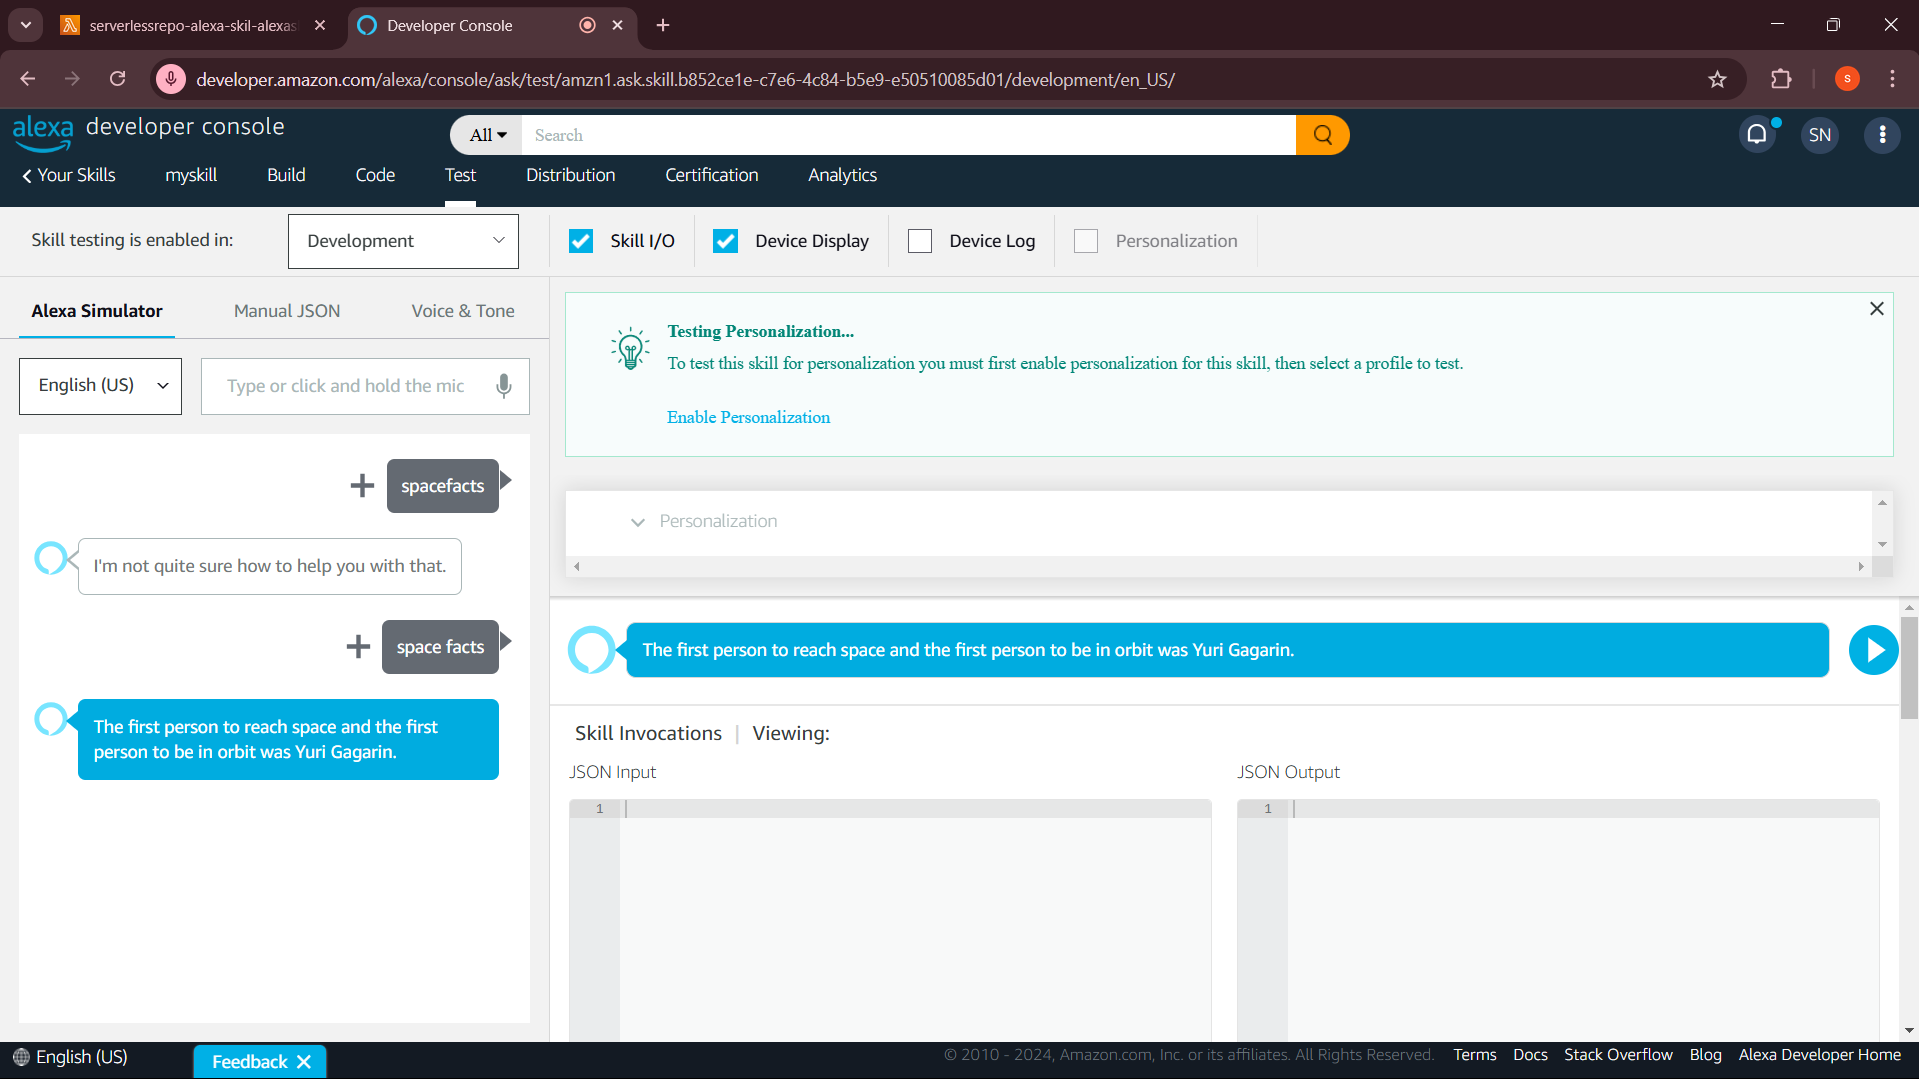 serverlessrepo-alexa-skil-alexas
Developer Console
developer.amazon.com/alexa/console/ask/test/amzn1.ask.skill.b852ce1e-c7e6-4c84-b5e9-e50510085d01/development/en_US/
S
alexa developer console
All
Search
SN
Your Skills
myskill
Build
Code
Test
Distribution
Certification
Analytics
Skill testing is enabled in:
Development
Skill I/O
Device Display
Device Log
Personalization
Alexa Simulator
Manual JSON
Voice & Tone
English (US)
Type or click and hold the mic
spacefacts
I'm not quite sure how to help you with that.
space facts
The first person to reach space and the first
person to be in orbit was Yuri Gagarin.
Testing Personalization...
To test this skill for personalization you must first enable personalization for this skill, then select a profile to test.
Enable Personalization
Personalization
The first person to reach space and the first person to be in orbit was Yuri Gagarin.
Skill Invocations | Viewing:
JSON Input
1
JSON Output
1
English (US)
Feedback
© 2010 - 2024, Amazon.com, Inc. or its affiliates. All Rights Reserved.
Terms
Docs
Stack Overflow
Blog
Alexa Developer Home